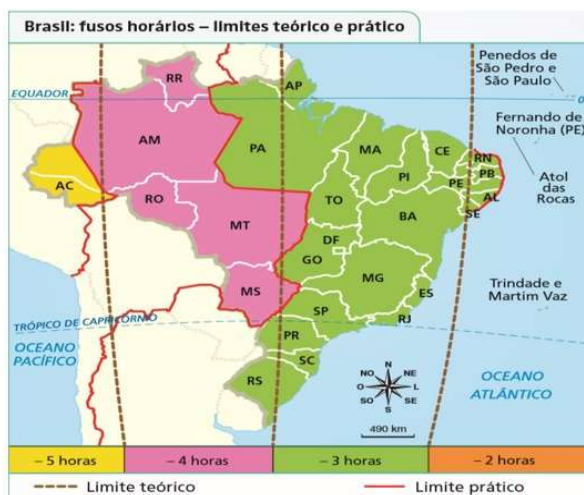 Brasil: fusos horários – limites teórico e prático
Penedos de
São Pedro e
São Paulo
EQUADOR
0
Fernando de
Noronha (PE)
Atol
das
Rocas
RR
AP
AM
PA
MA
CE
RN
PB
PI
PE
AL
SE
AC
RO
TO
BA
MT
DF
GO
MG
ES
MS
SP
RJ
Trindade e
Martim Vaz
TRÓPICO DE CAPRICÓRNIO
PR
SC
RS
OCEANO
PACÍFICO
N
NO
NE
O
L
SO
SE
S
490 km
OCEANO
ATLÂNTICO
– 5 horas
– 4 horas
– 3 horas
– 2 horas
Limite teórico
Limite prático